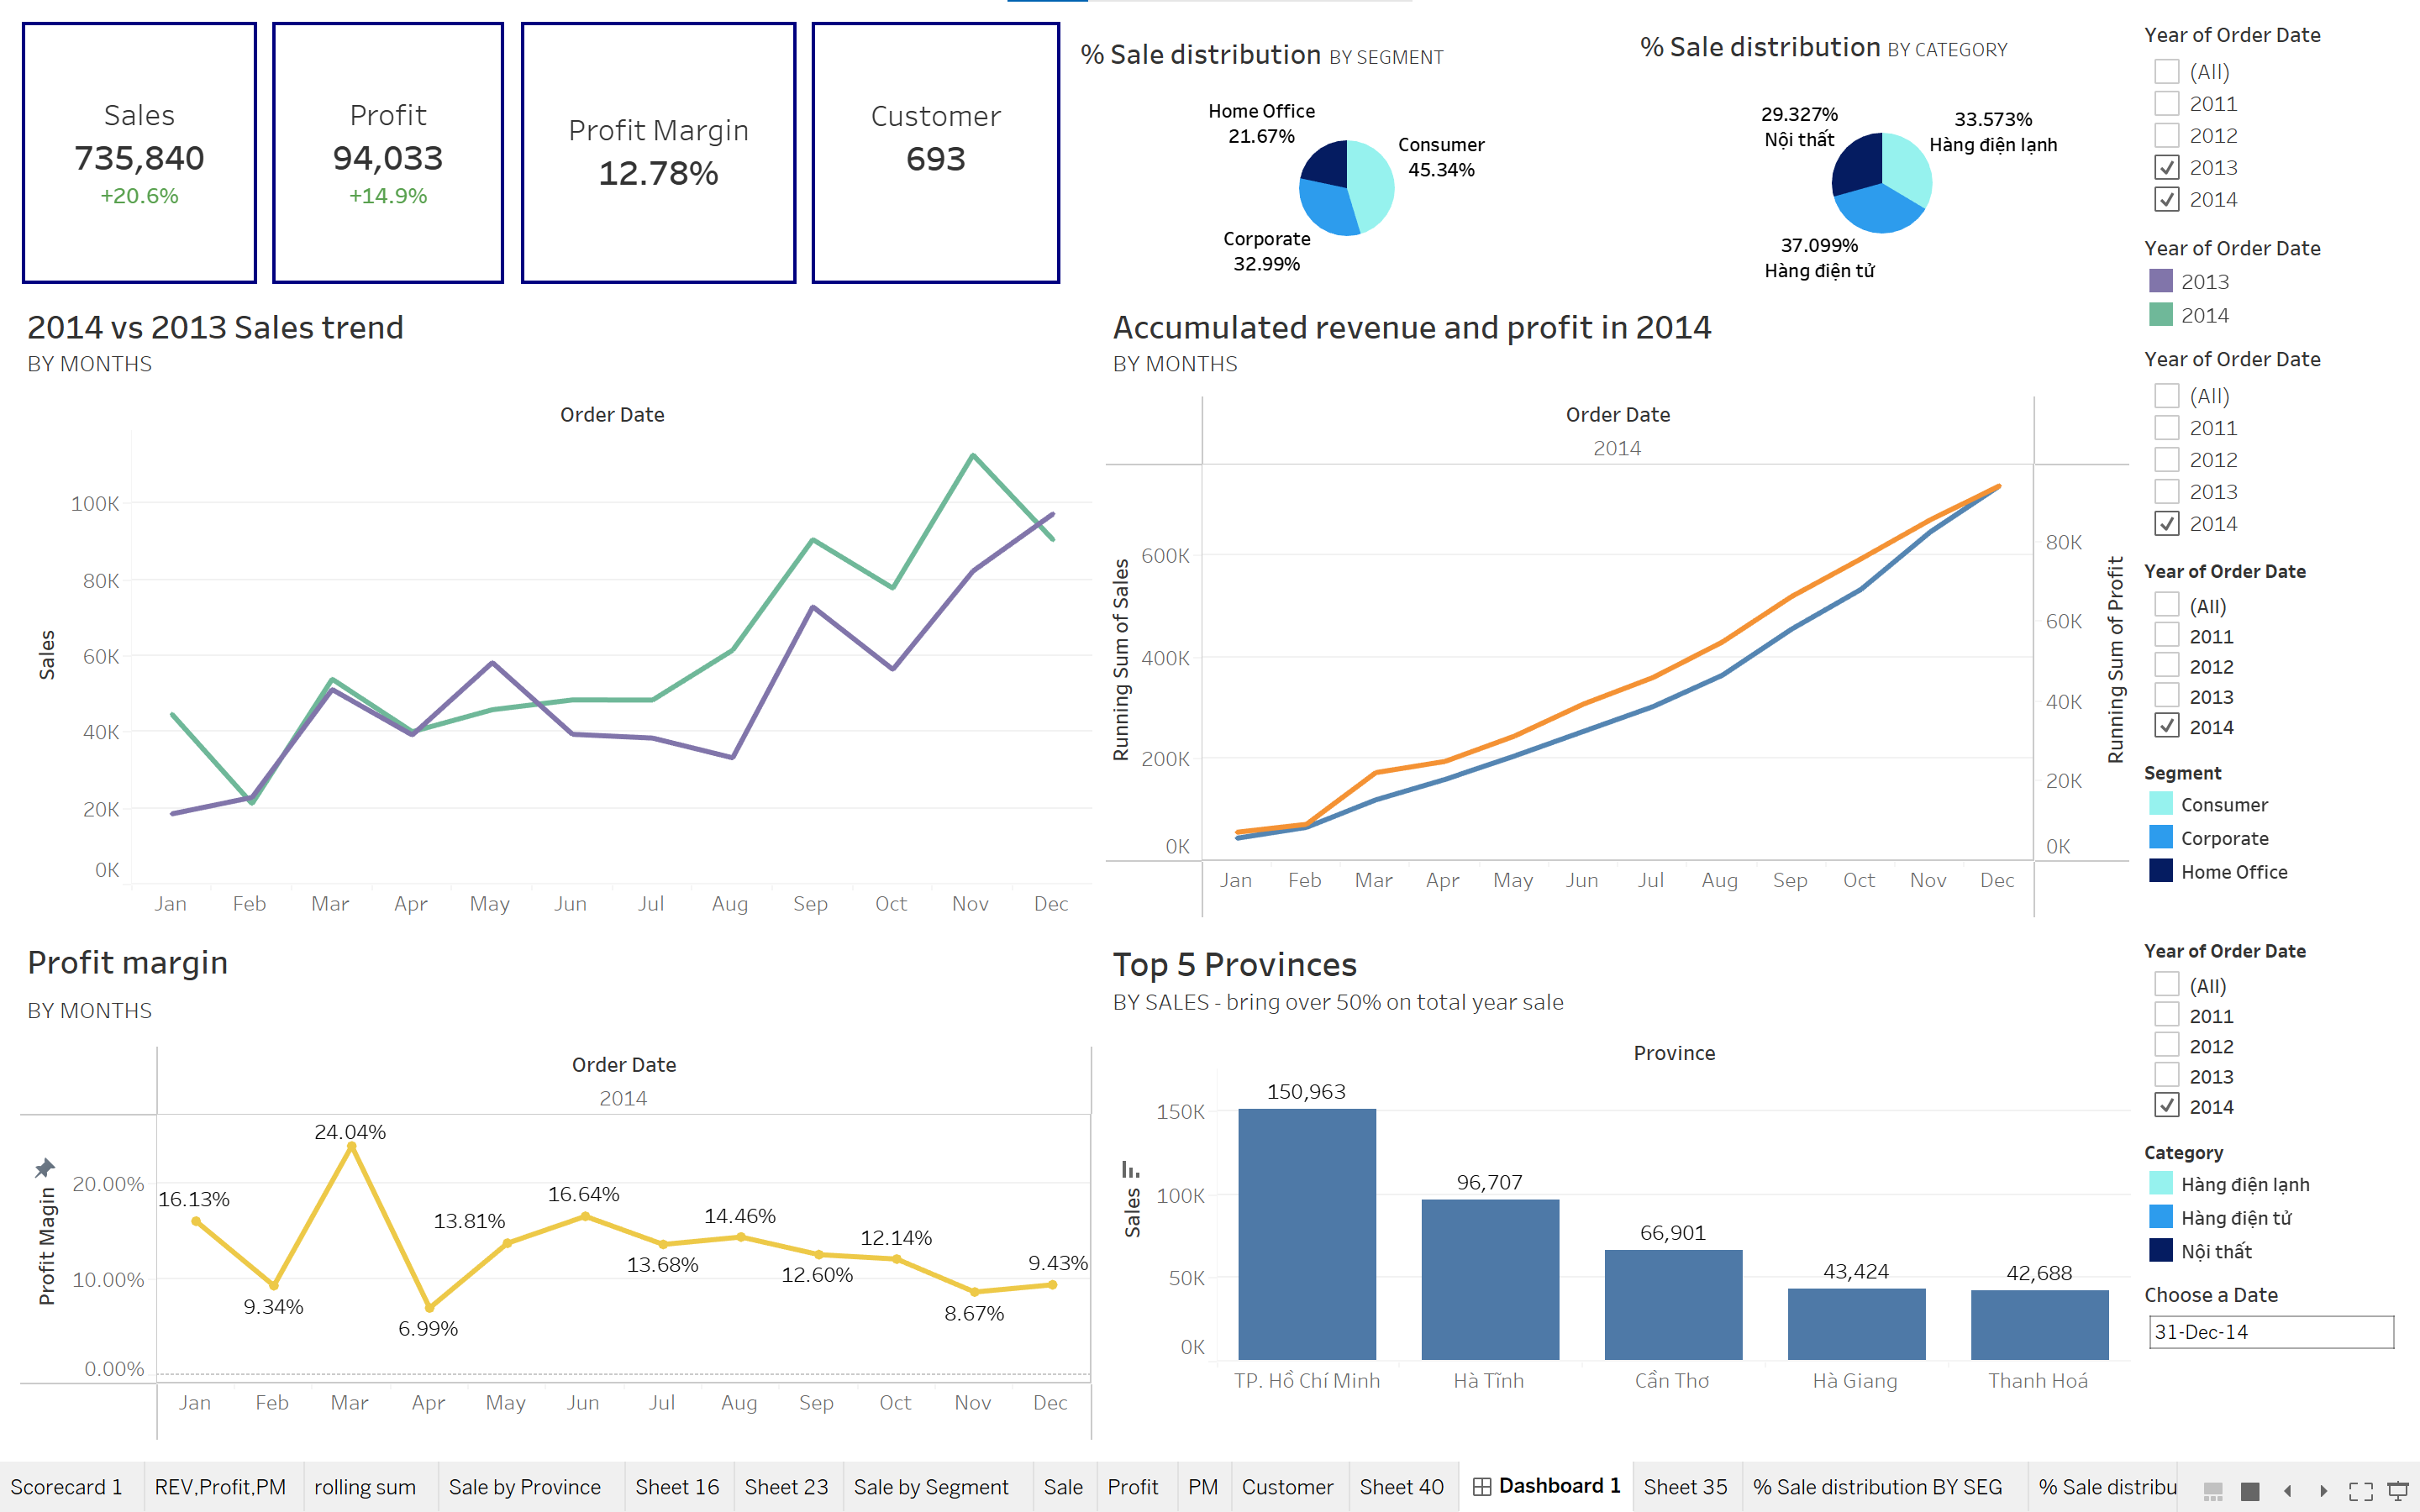 Sales
735,840
+20.6%
Profit
94,033
+14.9%
Profit Margin
12.78%
Customer
693
% Sale distribution BY SEGMENT
Home Office
21.67%
Consumer
45.34%
Corporate
32.99%
% Sale distribution BY CATEGORY
29.327%
Nội thất
33.573%
Hàng điện lạnh
37.099%
Hàng điện tử
Year of Order Date
(All)
2011
2012
2013
2014
Year of Order Date
2013
2014
Year of Order Date
(All)
2011
2012
2013
2014
Year of Order Date
(All)
2011
2012
2013
2014
Segment
Consumer
Corporate
Home Office
2014 vs 2013 Sales trend
BY MONTHS
Order Date
Sales
100K
80K
60K
40K
20K
0K
Jan Feb Mar Apr May Jun Jul Aug Sep Oct Nov Dec
Accumulated revenue and profit in 2014
BY MONTHS
Order Date
2014
Running Sum of Sales
600K
400K
200K
0K
80K
60K
40K
20K
0K
Running Sum of Profit
Jan Feb Mar Apr May Jun Jul Aug Sep Oct Nov Dec
Profit margin
BY MONTHS
Order Date
2014
Profit Magin
20.00%
10.00%
0.00%
16.13%
9.34%
24.04%
6.99%
13.81%
16.64%
13.68%
14.46%
12.60%
12.14%
8.67%
9.43%
Jan Feb Mar Apr May Jun Jul Aug Sep Oct Nov Dec
Top 5 Provinces
BY SALES - bring over 50% on total year sale
Province
Sales
150K
100K
50K
0K
150,963
96,707
66,901
43,424
42,688
TP. Hồ Chí Minh
Hà Tĩnh
Cần Thơ
Hà Giang
Thanh Hoá
Year of Order Date
(All)
2011
2012
2013
2014
Category
Hàng điện lạnh
Hàng điện tử
Nội thất
Choose a Date
31-Dec-14
Scorecard 1 REV,Profit,PM rolling sum Sale by Province Sheet 16 Sheet 23 Sale by Segment Sale Profit PM Customer Sheet 40 Dashboard 1 Sheet 35 % Sale distribution BY SEG % Sale distribu